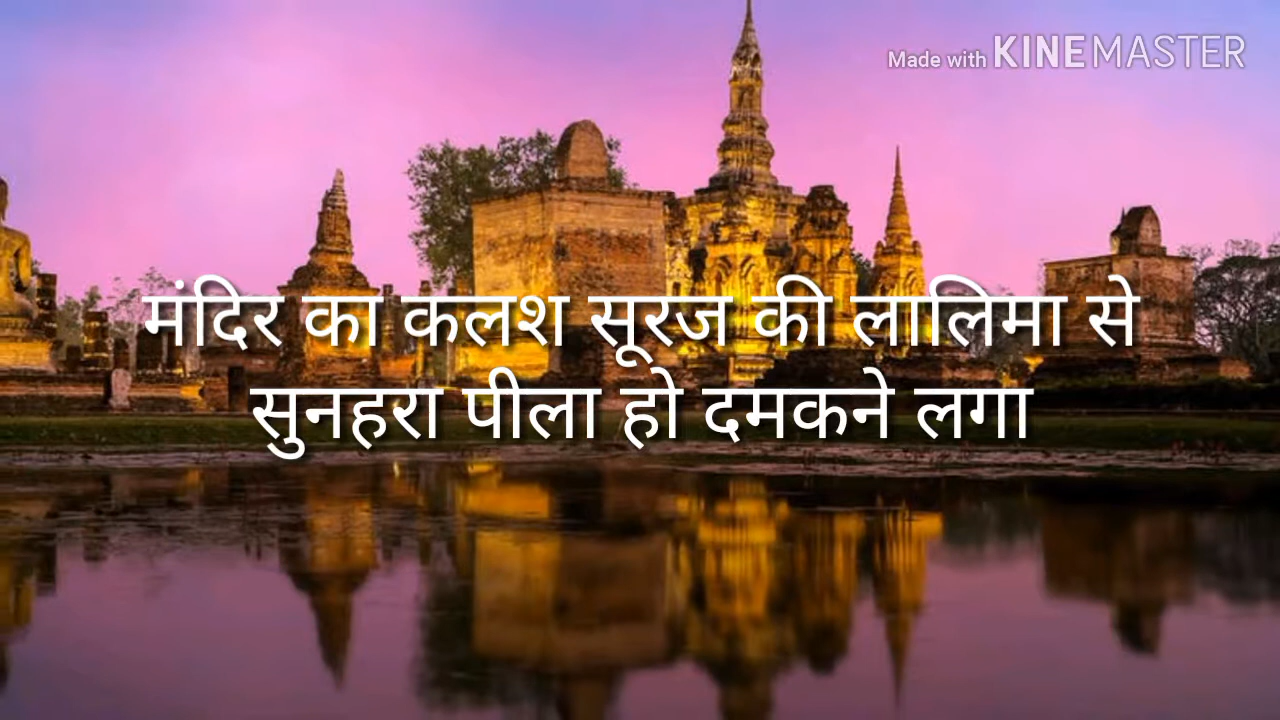 Made with KINEMASTER
मंदिर का कलश सूरज की लालिमा से
सुनहरा पीला हो दमकने लगा